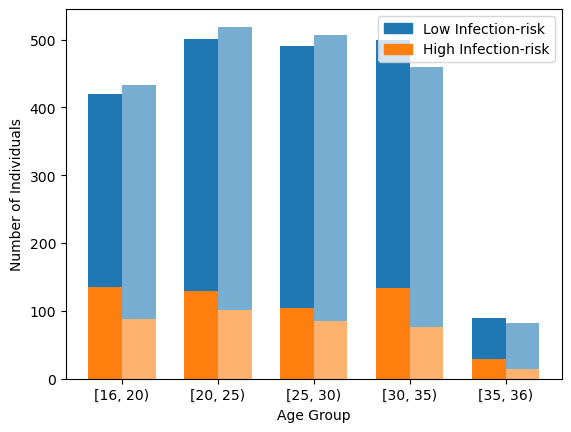 Low Infection-risk
High Infection-risk
Number of Individuals
500
400
300
200
100
0
[16, 20)
[20, 25)
[25, 30)
[30, 35)
[35, 36)
Age Group